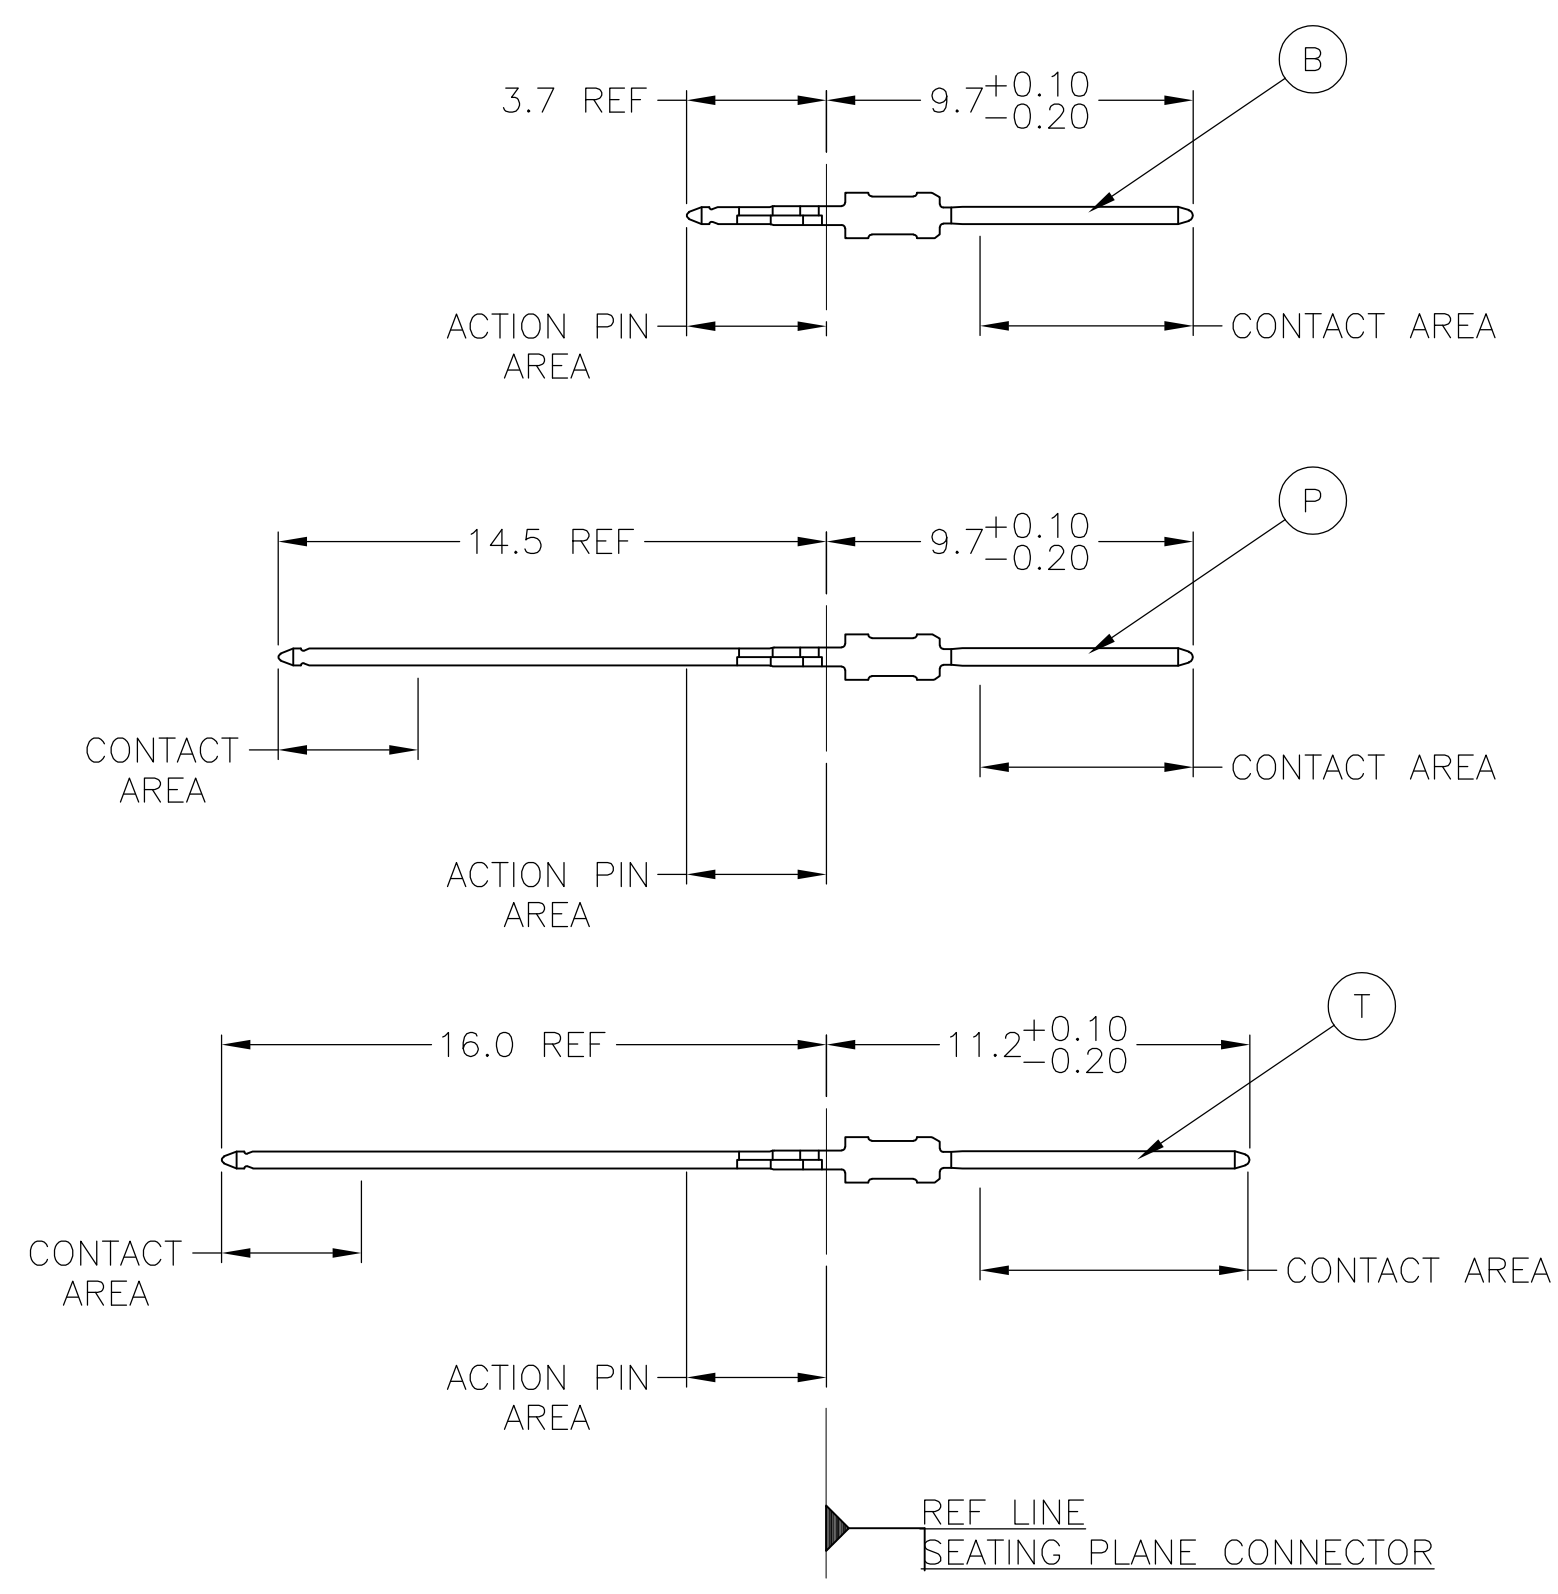 B
3.7 REF
9.7 +0.10
-0.20
ACTION PIN
AREA
CONTACT AREA
P
14.5 REF
9.7 +0.10
-0.20
CONTACT
AREA
CONTACT AREA
ACTION PIN
AREA
T
16.0 REF
11.2 +0.10
-0.20
CONTACT
AREA
CONTACT AREA
ACTION PIN
AREA
REF LINE
SEATING PLANE CONNECTOR